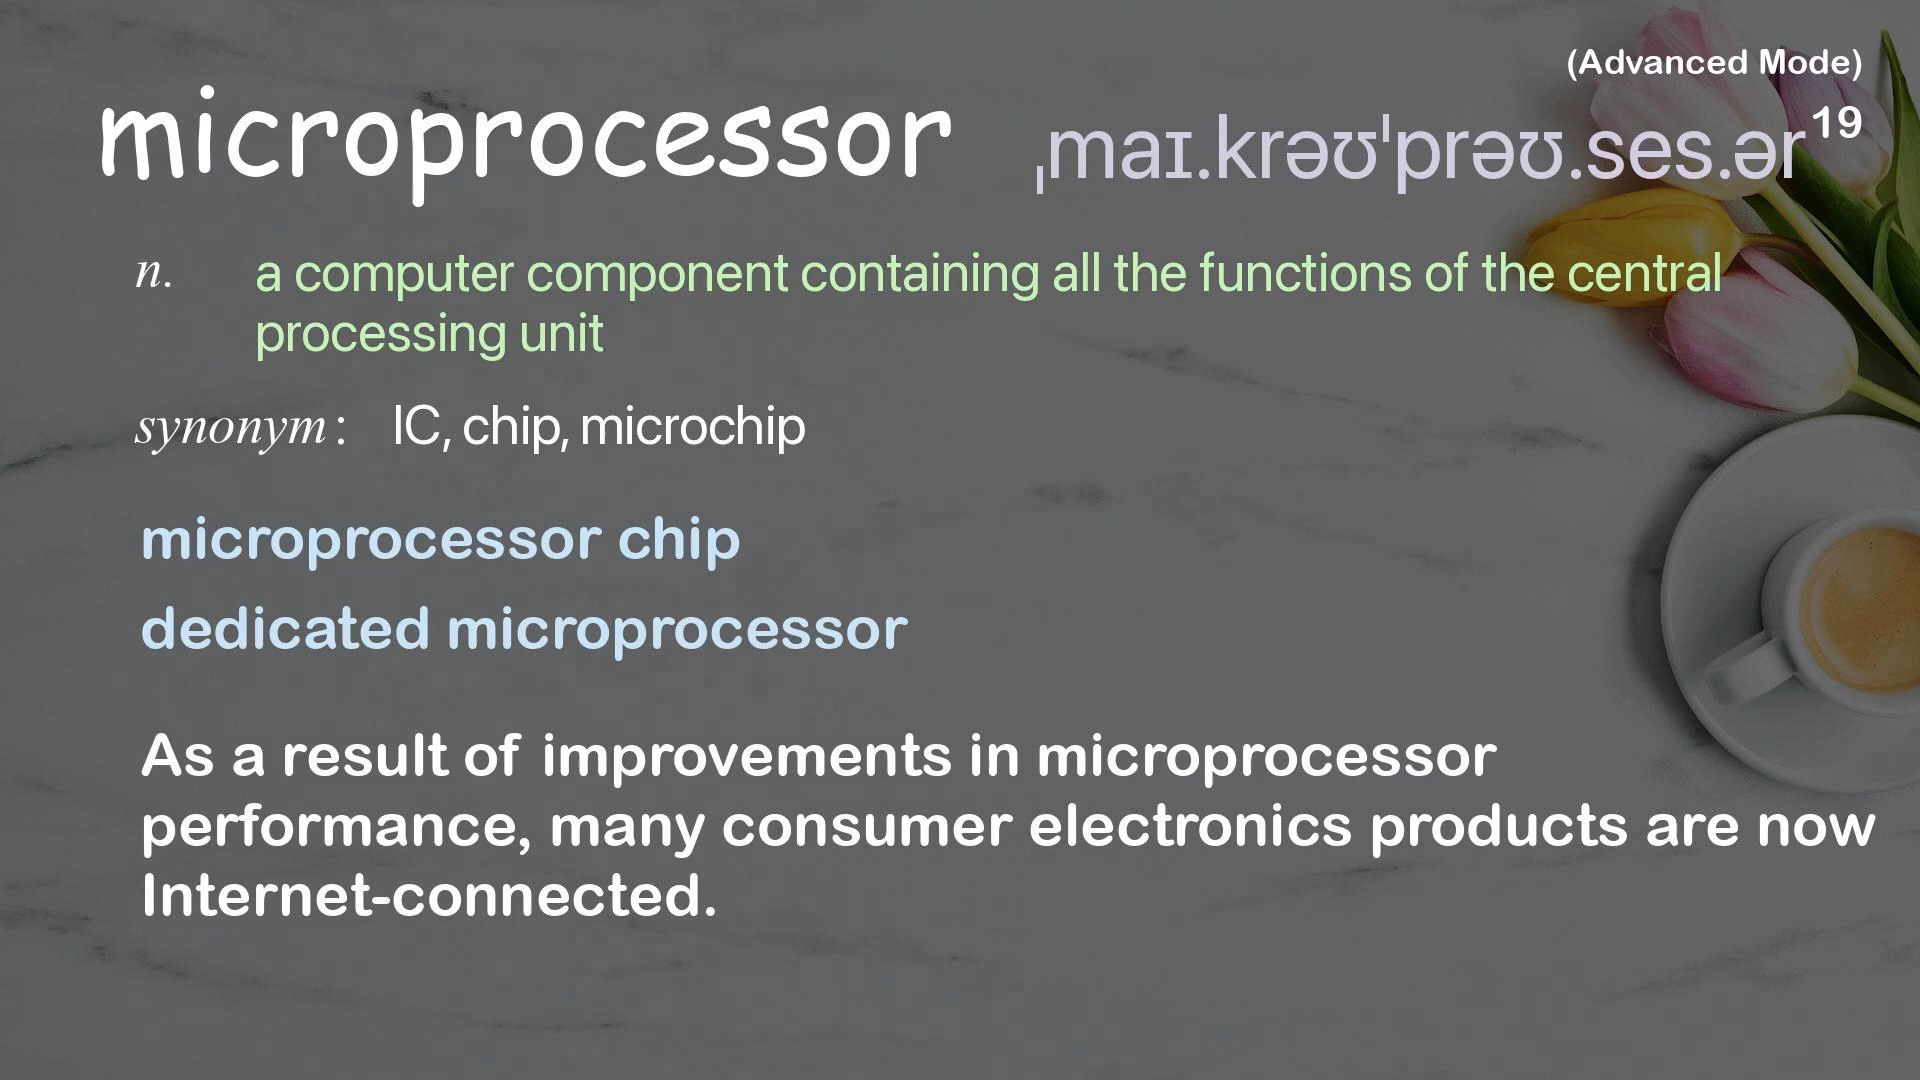 (Advanced Mode)
microprocessor ˌmaɪ.krəʊˈprəʊ.ses.ər 19
n. a computer component containing all the functions of the central
processing unit
synonym: IC, chip, microchip
microprocessor chip
dedicated microprocessor
As a result of improvements in microprocessor
performance, many consumer electronics products are now
Internet-connected.